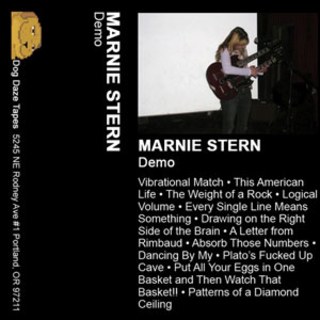 MARNIE STERN
Demo
Dog Daze Tapes 5245 NE Rodney Ave #1 Portland, OR 97211
MARNIE STERN
Demo
Vibrational Match • This American
Life • The Weight of a Rock • Logical
Volume • Every Single Line Means
Something • Drawing on the Right
Side of the Brain • A Letter from
Rimbaud • Absorb Those Numbers •
Dancing By My • Plato's Fucked Up
Cave • Put All Your Eggs in One
Basket and Then Watch That
Basket!! • Patterns of a Diamond
Ceiling